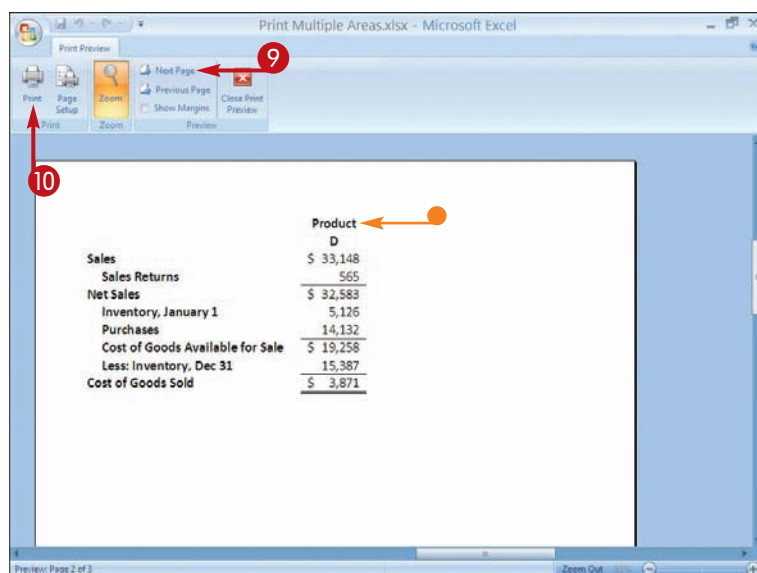 Print Multiple Areas.xlsx - Microsoft Excel
Print Preview
9
Next Page
Previous Page
Show Margins
Print
Page Setup
Zoom
Close Print Preview
Print
Zoom
Preview
10
Product
D
Sales $ 33,148
Sales Returns 565
Net Sales $ 32,583
Inventory, January 1 5,126
Purchases 14,132
Cost of Goods Available for Sale $ 19,258
Less: Inventory, Dec 31 15,387
Cost of Goods Sold $ 3,871
Preview: Page 2 of 3
Zoom Out